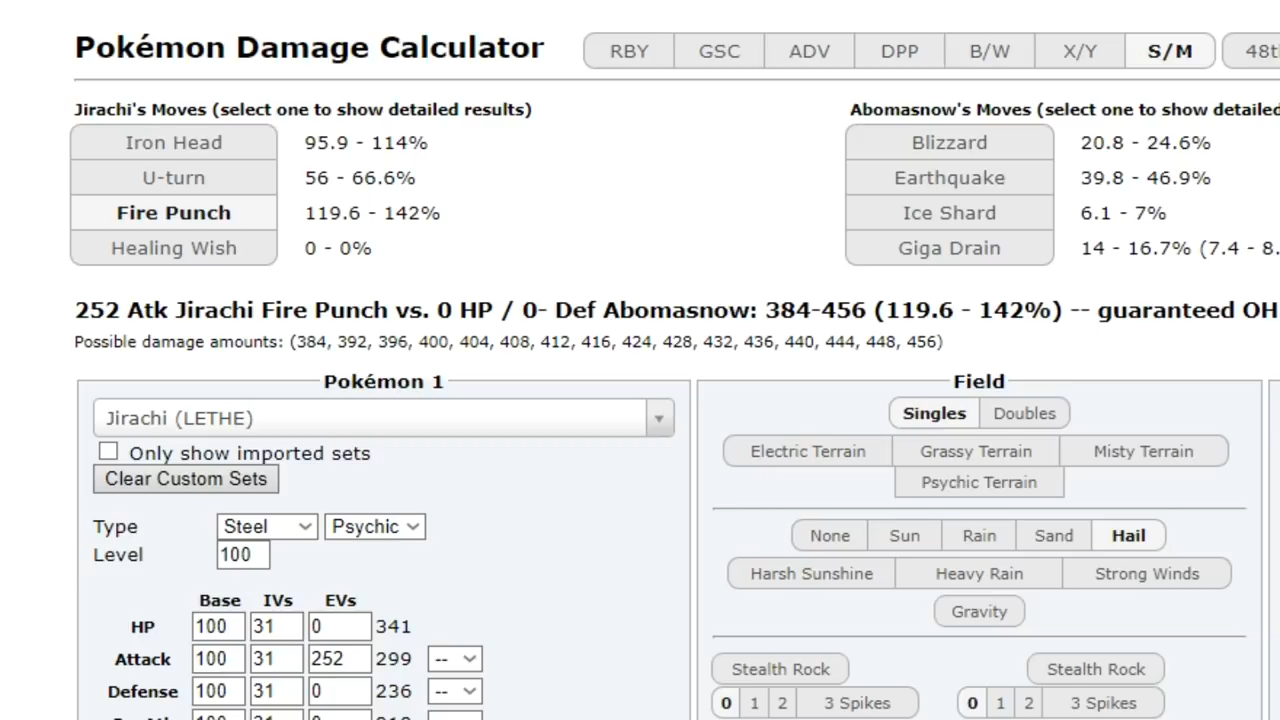 Pokémon Damage Calculator
RBY GSC ADV DPP B/W X/Y S/M 48th
Jirachi's Moves (select one to show detailed results)
Iron Head 95.9 - 114%
U-turn 56 - 66.6%
Fire Punch 119.6 - 142%
Healing Wish 0 - 0%
Abomasnow's Moves (select one to show detailed
Blizzard 20.8 - 24.6%
Earthquake 39.8 - 46.9%
Ice Shard 6.1 - 7%
Giga Drain 14 - 16.7% (7.4 - 8.
252 Atk Jirachi Fire Punch vs. 0 HP / 0- Def Abomasnow: 384-456 (119.6 - 142%) -- guaranteed OH
Possible damage amounts: (384, 392, 396, 400, 404, 408, 412, 416, 424, 428, 432, 436, 440, 444, 448, 456)
Pokémon 1
Jirachi (LETHE)
Only show imported sets
Clear Custom Sets
Type Steel Psychic
Level 100
Base IVs EVs
HP 100 31 0 341
Attack 100 31 252 299 --
Defense 100 31 0 236 --
Field
Singles Doubles
Electric Terrain Grassy Terrain Misty Terrain
Psychic Terrain
None Sun Rain Sand Hail
Harsh Sunshine Heavy Rain Strong Winds
Gravity
Stealth Rock Stealth Rock
0 1 2 3 Spikes 0 1 2 3 Spikes